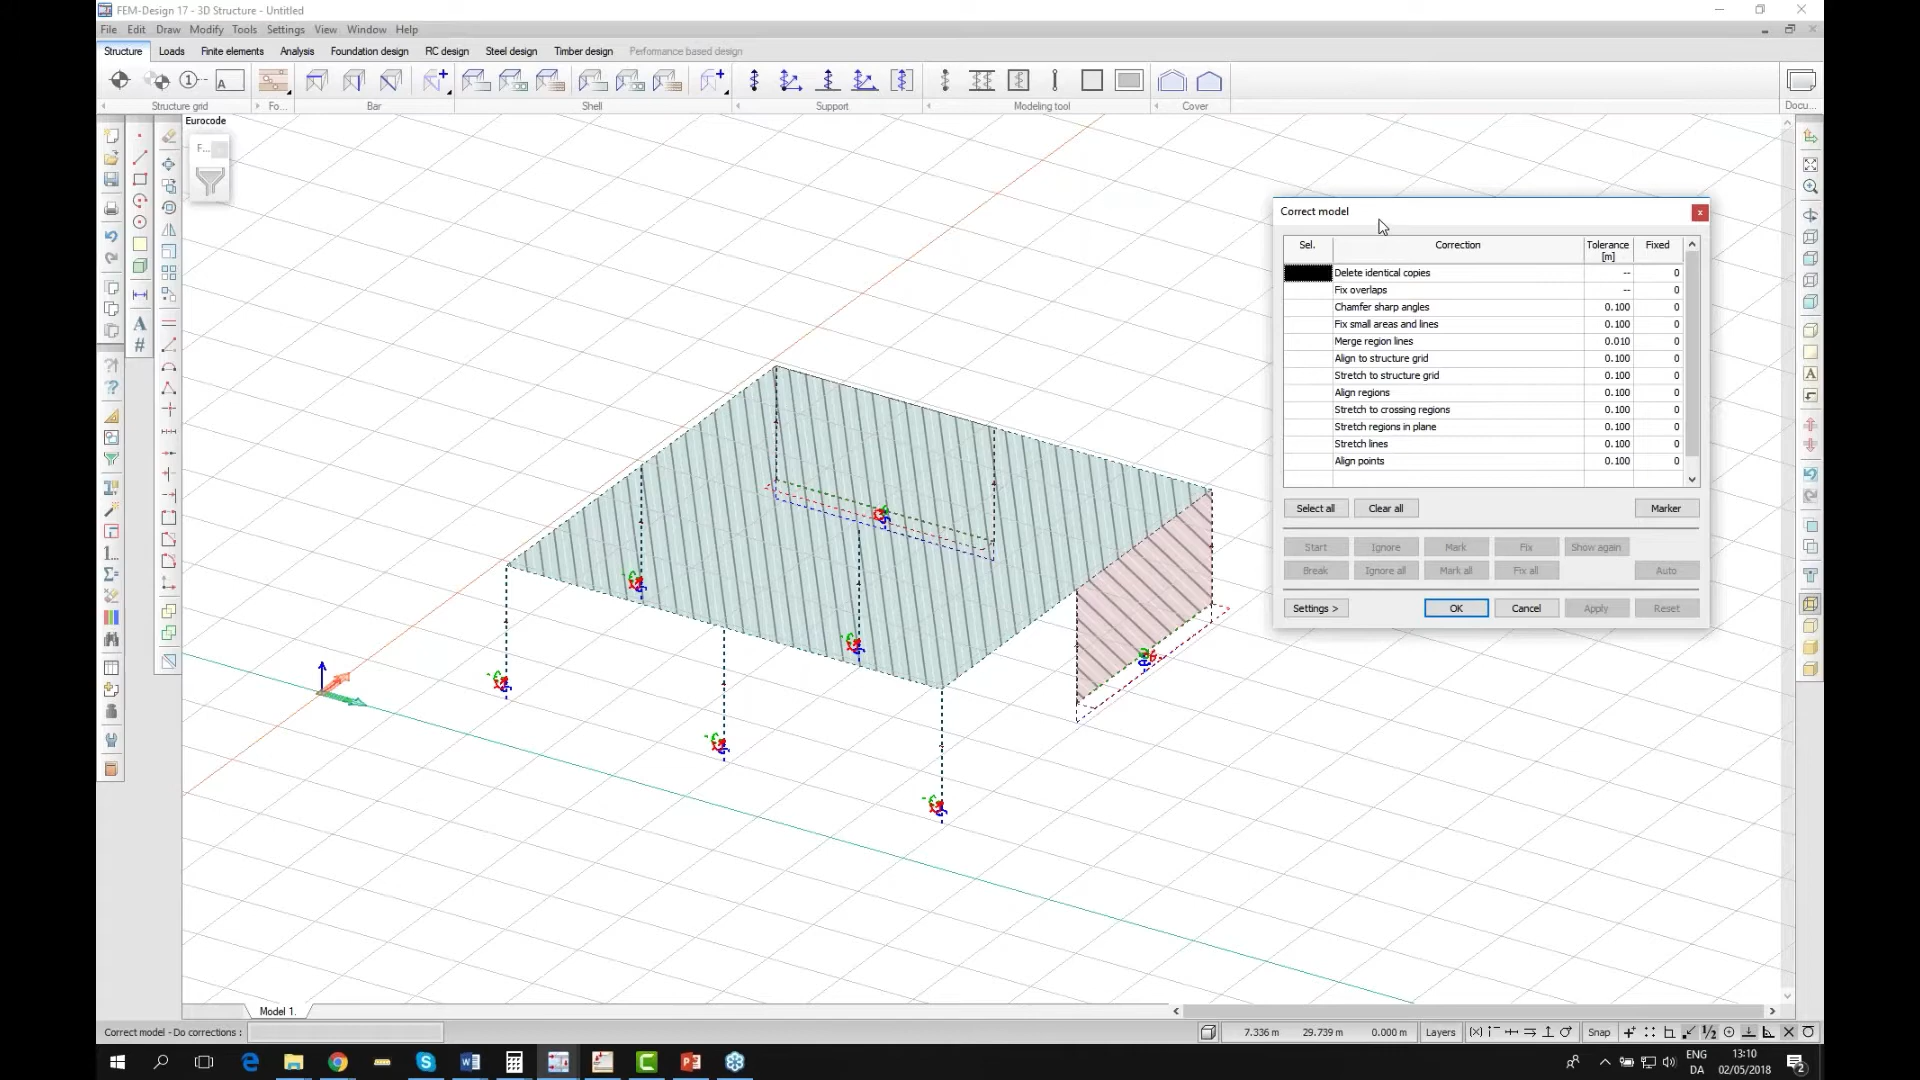 FEM-Design 17 - 3D Structure - Untitled
File Edit Draw Modify Tools Settings View Window Help
Structure Loads Finite elements Analysis Foundation design RC design Steel design Timber design Performance based design
Structure grid Fo... Bar Shell Support Modeling tool Cover Docu...
Eurocode
F...
Correct model
Sel. Correction Tolerance [m] Fixed
Delete identical copies -- 0
Fix overlaps -- 0
Chamfer sharp angles 0.100 0
Fix small areas and lines 0.100 0
Merge region lines 0.010 0
Align to structure grid 0.100 0
Stretch to structure grid 0.100 0
Align regions 0.100 0
Stretch to crossing regions 0.100 0
Stretch regions in plane 0.100 0
Stretch lines 0.100 0
Align points 0.100 0
Select all Clear all Marker
Start Ignore Mark Fix Show again
Break Ignore all Mark all Fix all Auto
Settings > OK Cancel Apply Reset
Model 1.
Correct model - Do corrections :
7.336 m 29.739 m 0.000 m Layers Snap
ENG 13:10
DA 02/05/2018 2